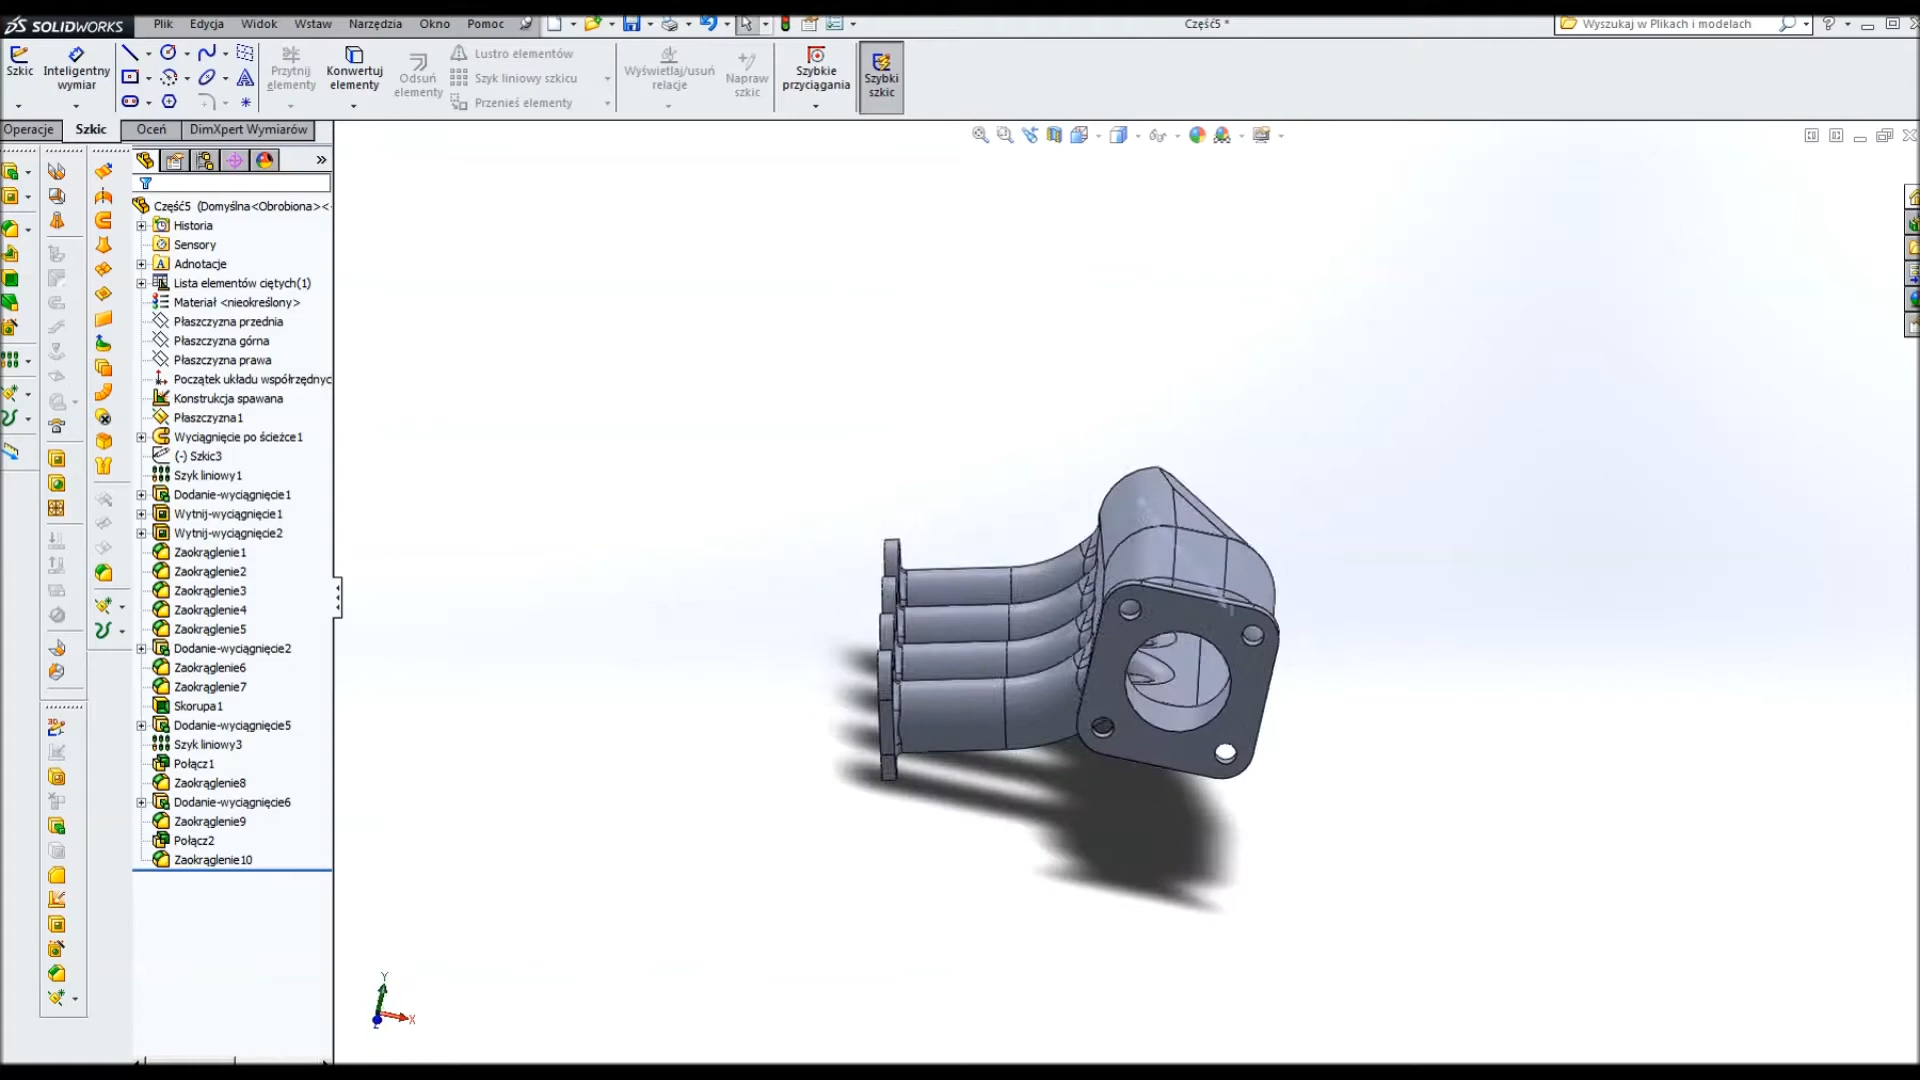 SOLIDWORKS Plik Edycja Widok Wstaw Narzędzia Okno Pomoc Część5 * Wyszukaj w Plikach i modelach
Szkic
Inteligentny
wymiar
Przytnij
elementy
Konwertuj
elementy
Odsuń
elementy
Lustro elementów
Szyk liniowy szkicu
Przenieś elementy
Wyświetlaj/usuń
relacje
Napraw
szkic
Szybkie
przyciągania
Szybki
szkic
Operacje Szkic Oceń DimXpert Wymiarów
Część5 (Domyślna<Obrobiona><-
Historia
Sensory
Adnotacje
Lista elementów ciętych(1)
Materiał <nieokreślony>
Płaszczyzna przednia
Płaszczyzna górna
Płaszczyzna prawa
Początek układu współrzędnyc
Konstrukcja spawana
Płaszczyzna1
Wyciągnięcie po ścieżce1
(-) Szkic3
Szyk liniowy1
Dodanie-wyciągnięcie1
Wytnij-wyciągnięcie1
Wytnij-wyciągnięcie2
Zaokrąglenie1
Zaokrąglenie2
Zaokrąglenie3
Zaokrąglenie4
Zaokrąglenie5
Dodanie-wyciągnięcie2
Zaokrąglenie6
Zaokrąglenie7
Skorupa1
Dodanie-wyciągnięcie5
Szyk liniowy3
Połącz1
Zaokrąglenie8
Dodanie-wyciągnięcie6
Zaokrąglenie9
Połącz2
Zaokrąglenie10
Y
X
Z